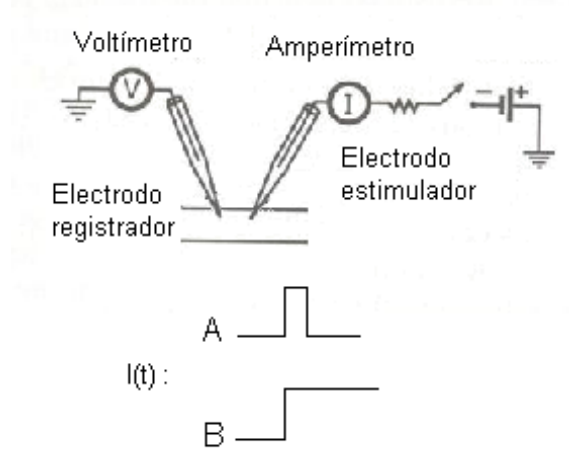 Voltímetro
Amperímetro
V
I
− +
Electrodo
estimulador
Electrodo
registrador
A
I(t) :
B